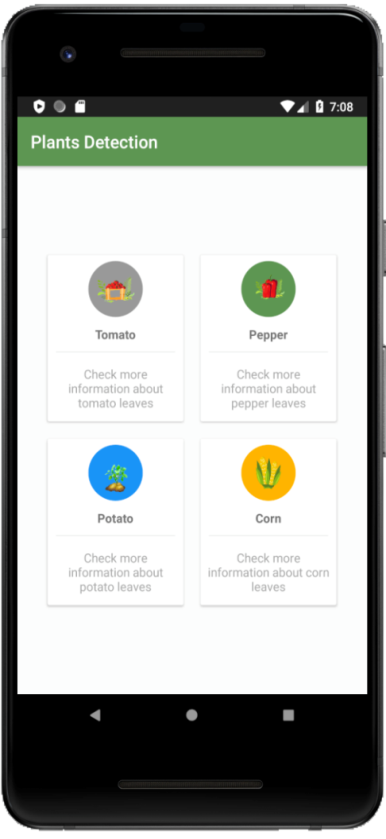 7:08
Plants Detection
Tomato
Check more
information about
tomato leaves
Pepper
Check more
information about
pepper leaves
Potato
Check more
information about
potato leaves
Corn
Check more
information about corn
leaves